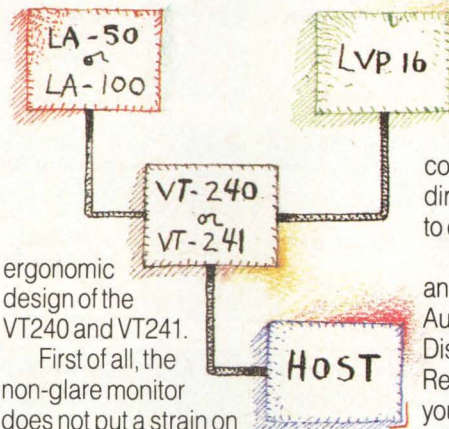 LA-50
or
LA-100
LVP 16
VT-240
or
VT-241
HOST
ergonomic
design of the
VT240 and VT241.
First of all, the
non-glare monitor
does not put a strain on
to
an
Au
Dis
Re
you